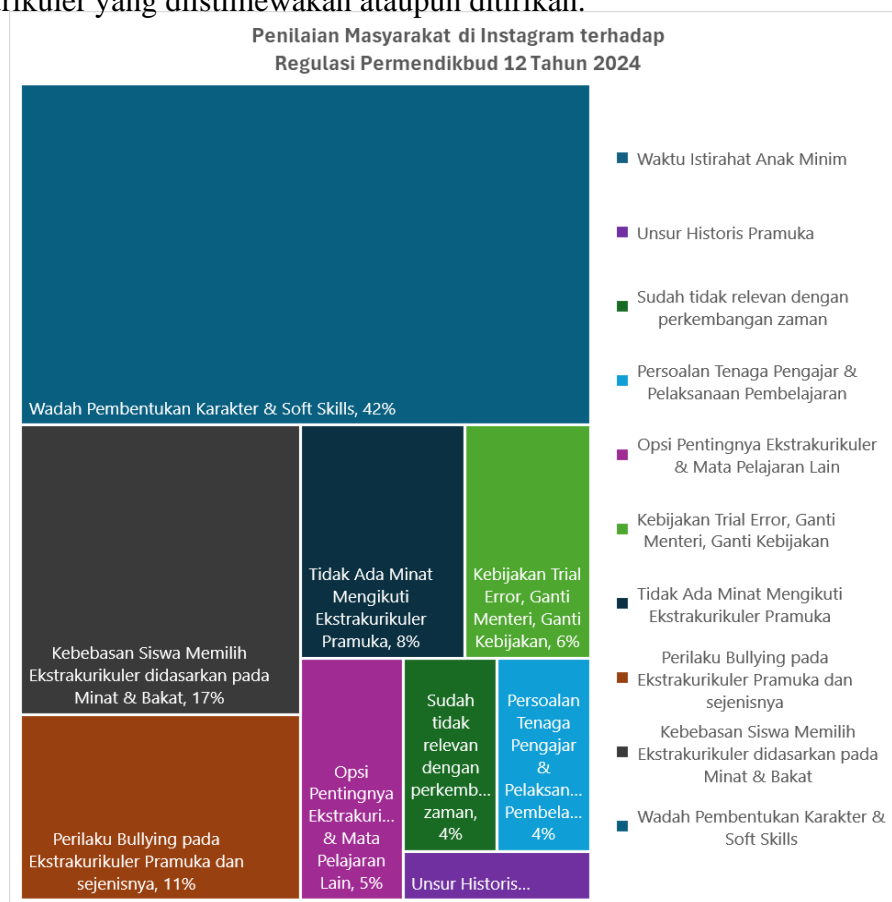 rikuler yang diistimewakan ataupun ditirikan.
Penilaian Masyarakat di Instagram terhadap
Regulasi Permendikbud 12 Tahun 2024
Wadah Pembentukan Karakter & Soft Skills, 42%
Kebebasan Siswa Memilih
Ekstrakurikuler didasarkan pada
Minat & Bakat, 17%
Perilaku Bullying pada
Ekstrakurikuler Pramuka dan
sejenisnya, 11%
Tidak Ada Minat
Mengikuti
Ekstrakurikuler
Pramuka, 8%
Kebijakan Trial
Error, Ganti
Menteri, Ganti
Kebijakan, 6%
Opsi
Pentingnya
Ekstrakuri...
& Mata
Pelajaran
Lain, 5%
Sudah
tidak
relevan
dengan
perkemb...
zaman,
4%
Persoalan
Tenaga
Pengajar
&
Pelaksan...
Pembela...
4%
Unsur Historis...
Waktu Istirahat Anak Minim
Unsur Historis Pramuka
Sudah tidak relevan dengan
perkembangan zaman
Persoalan Tenaga Pengajar &
Pelaksanaan Pembelajaran
Opsi Pentingnya Ekstrakurikuler
& Mata Pelajaran Lain
Kebijakan Trial Error, Ganti
Menteri, Ganti Kebijakan
Tidak Ada Minat Mengikuti
Ekstrakurikuler Pramuka
Perilaku Bullying pada
Ekstrakurikuler Pramuka dan
sejenisnya
Kebebasan Siswa Memilih
Ekstrakurikuler didasarkan pada
Minat & Bakat
Wadah Pembentukan Karakter &
Soft Skills